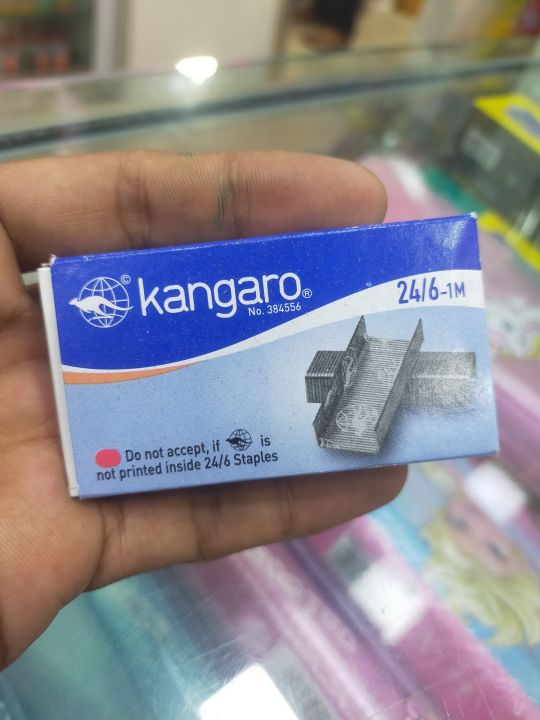 © kangaro®
No. 384556
24/6-1M
Do not accept, if is
not printed inside 24/6 Staples